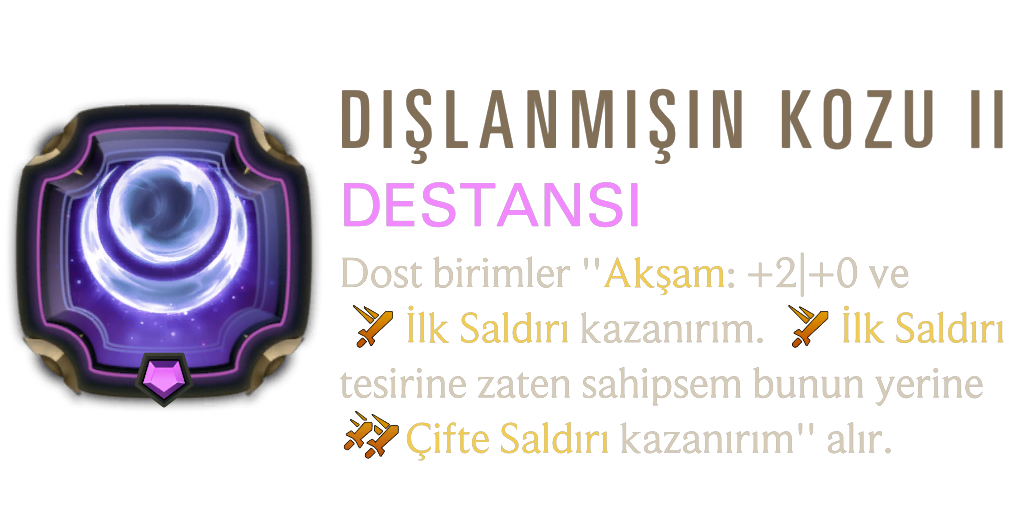 DIŞLANMIŞIN KOZU II
DESTANSI
Dost birimler ''Akşam: +2|+0 ve
İlk Saldırı kazanırım. İlk Saldırı
tesirine zaten sahipsem bunun yerine
Çifte Saldırı kazanırım'' alır.